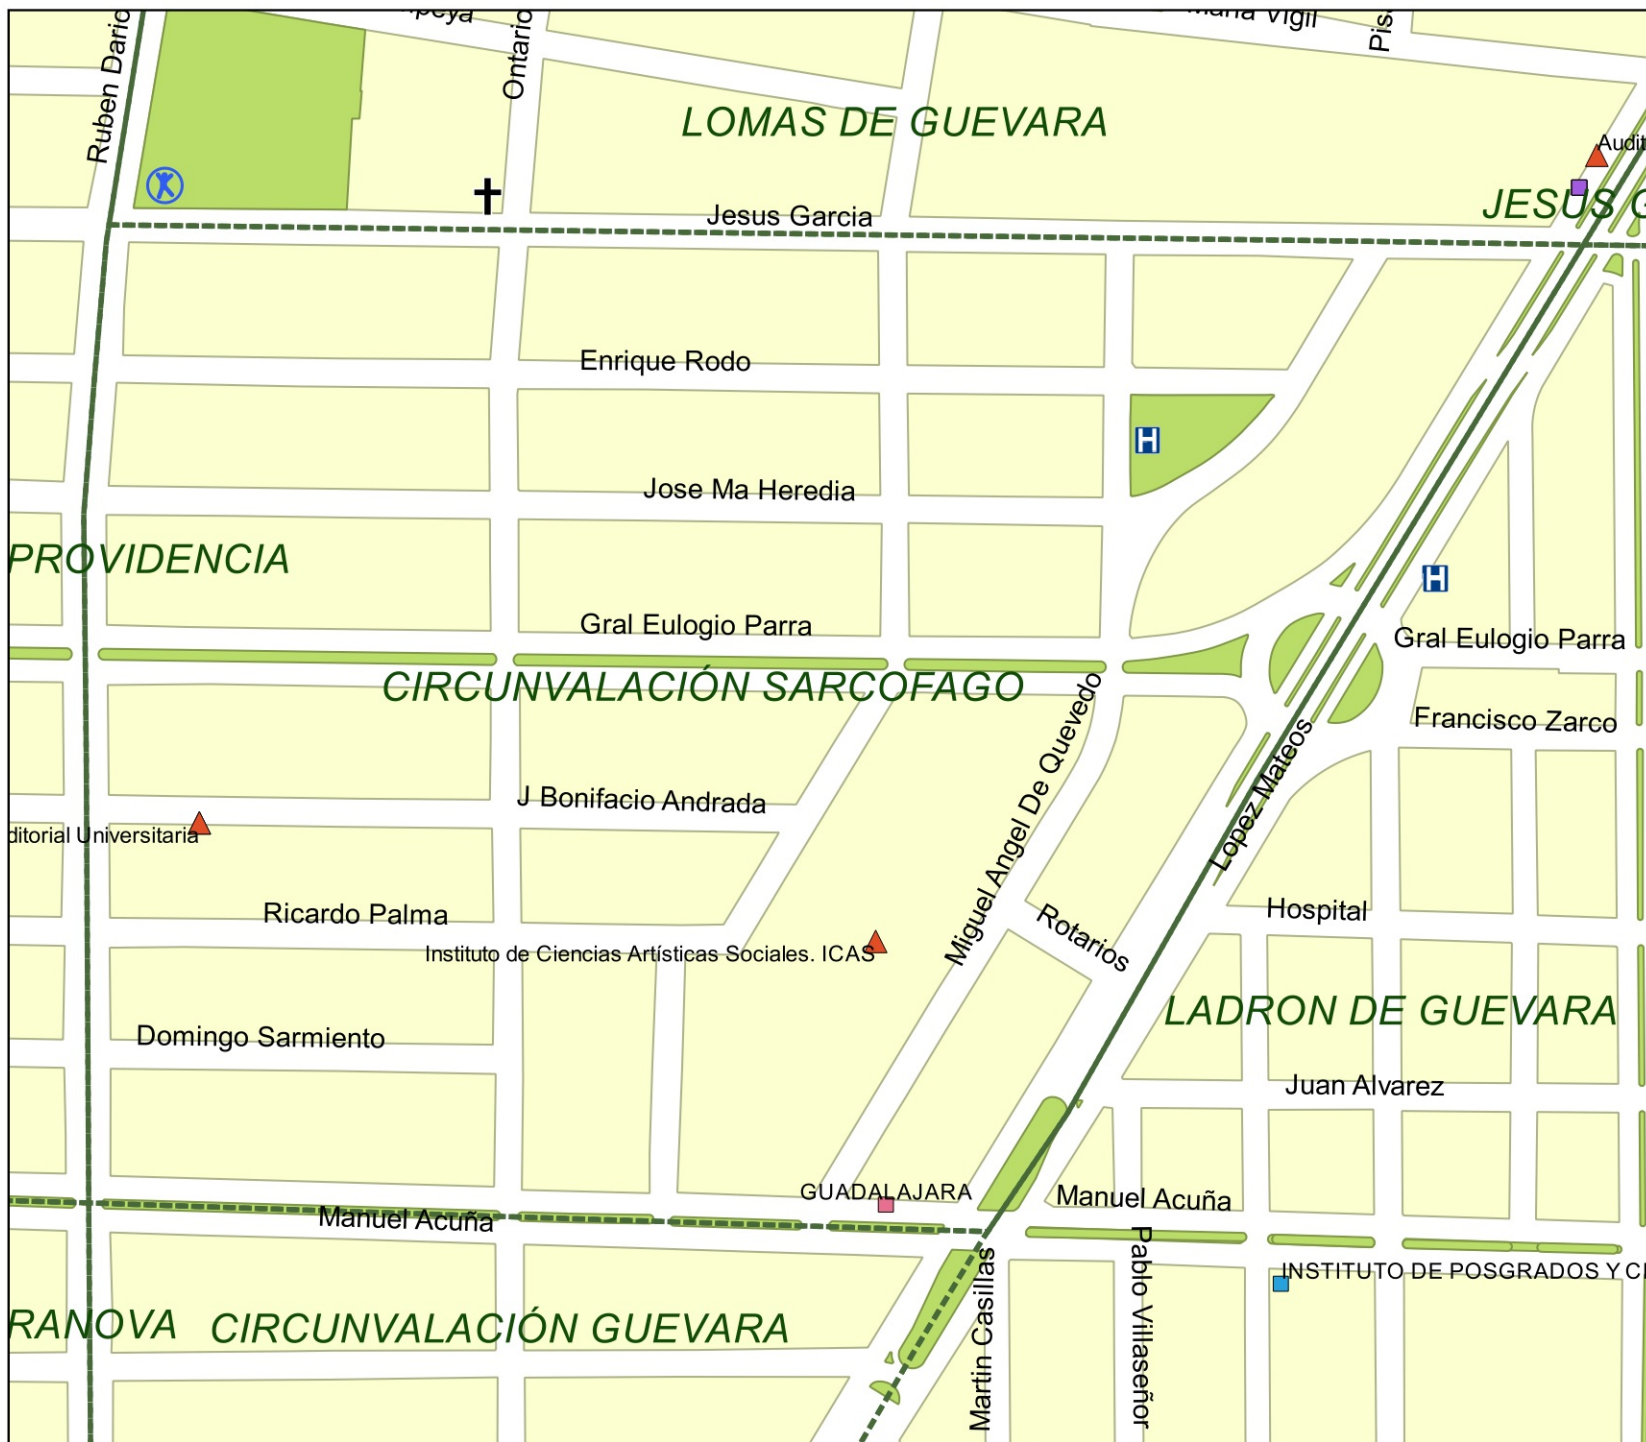 Ruben Dario
Ontario
Maria Vigil
LOMAS DE GUEVARA
Jesus Garcia
Enrique Rodo
Jose Ma Heredia
PROVIDENCIA
Gral Eulogio Parra
Gral Eulogio Parra
CIRCUNVALACIÓN SARCOFAGO
Francisco Zarco
Miguel Angel De Quevedo
Lopez Mateos
J Bonifacio Andrada
ditorial Universitaria
Ricardo Palma
Hospital
Rotarios
Instituto de Ciencias Artísticas Sociales. ICAS
LADRON DE GUEVARA
Domingo Sarmiento
Juan Alvarez
GUADALAJARA
Manuel Acuña
Manuel Acuña
INSTITUTO DE POSGRADOS Y
Martin Casillas
Pablo Villaseñor
RANOVA
CIRCUNVALACIÓN GUEVARA
H
H
JESUS
Audit